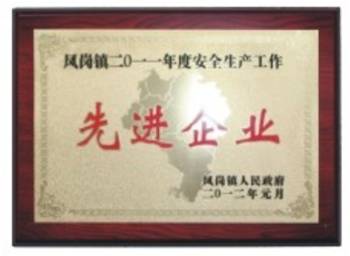 凤岗镇二〇一一年度安全生产工作
先进企业
凤岗镇人民政府
二〇一二年元月